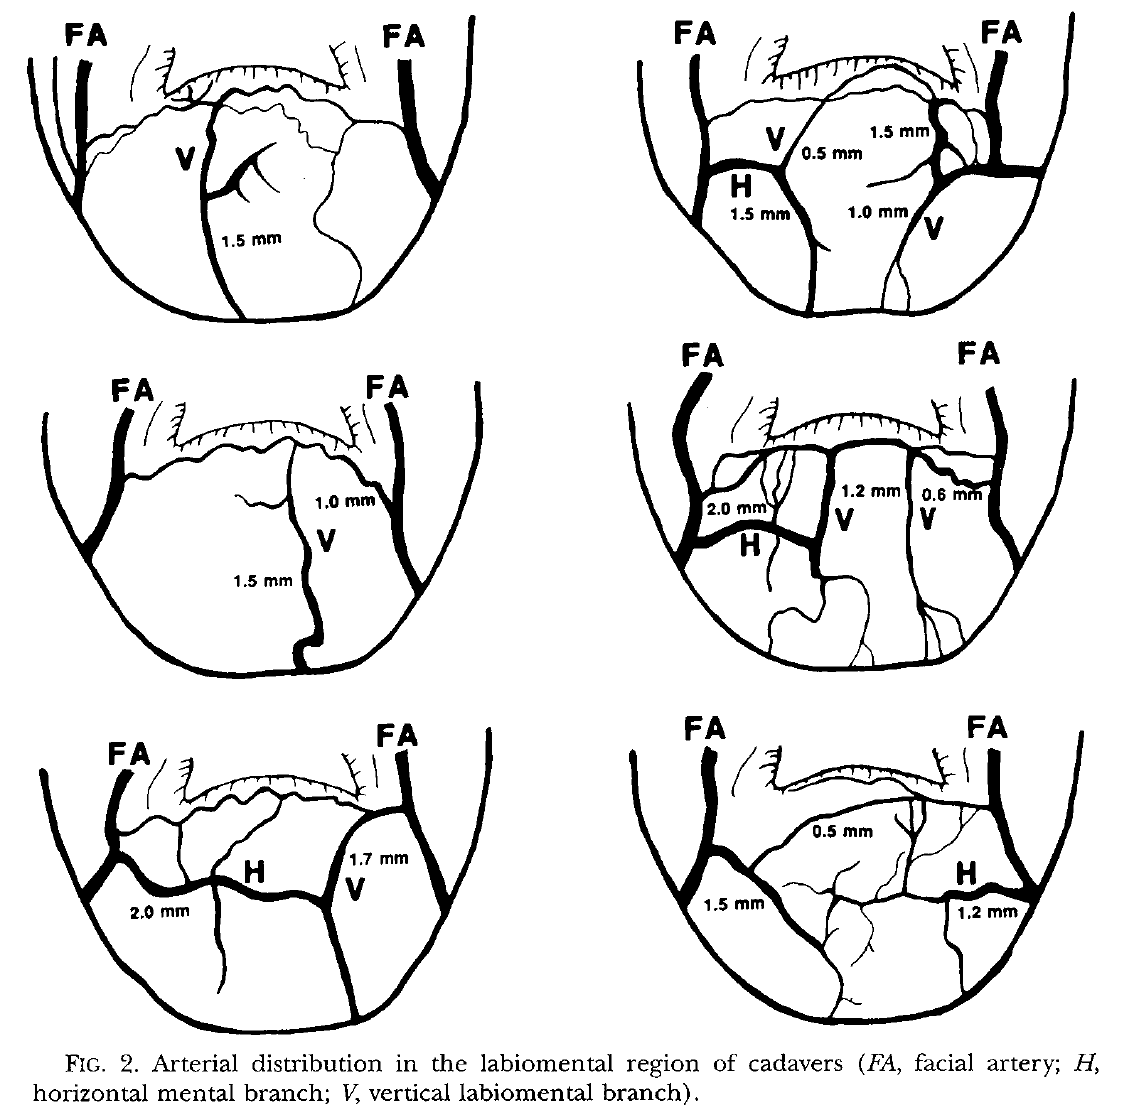 FA FA
V
1.5 mm
FA FA
V
0.5 mm
1.5 mm
H
1.5 mm
1.0 mm
V
FA FA
1.0 mm
V
1.5 mm
FA FA
2.0 mm
H
1.2 mm
V
0.6 mm
V
FA FA
H
1.7 mm
V
2.0 mm
FA FA
0.5 mm
H
1.5 mm
1.2 mm
FIG. 2. Arterial distribution in the labiomental region of cadavers (FA, facial artery; H,
horizontal mental branch; V, vertical labiomental branch).